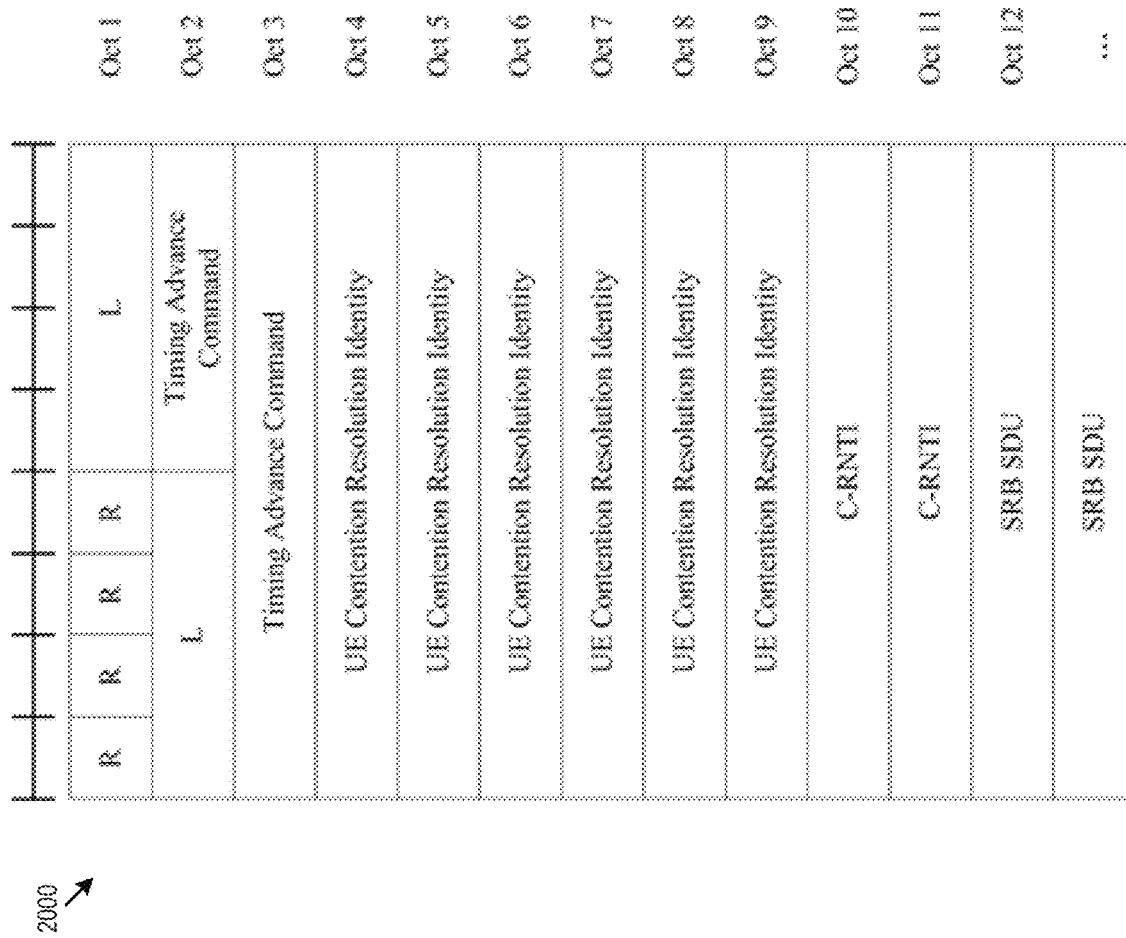 2000
R R R R L Oct 1
L Timing Advance
Command Oct 2
Timing Advance Command Oct 3
UE Contention Resolution Identity Oct 4
UE Contention Resolution Identity Oct 5
UE Contention Resolution Identity Oct 6
UE Contention Resolution Identity Oct 7
UE Contention Resolution Identity Oct 8
UE Contention Resolution Identity Oct 9
C-RNTI Oct 10
C-RNTI Oct 11
SRB SDU Oct 12
SRB SDU ...